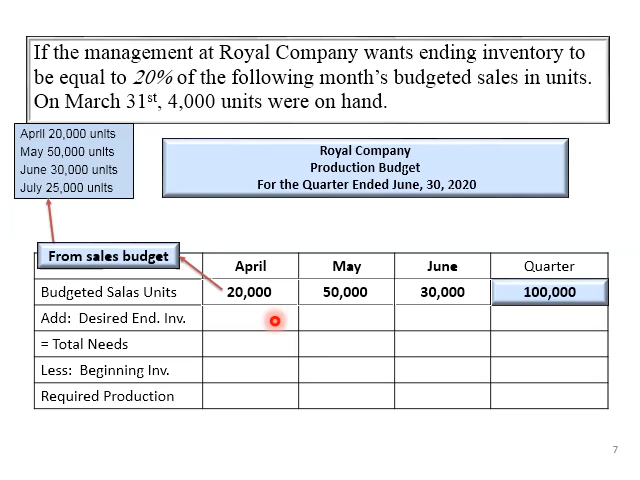 If the management at Royal Company wants ending inventory to
be equal to 20% of the following month's budgeted sales in units.
On March 31st, 4,000 units were on hand.
April 20,000 units
May 50,000 units
June 30,000 units
July 25,000 units
Royal Company
Production Budget
For the Quarter Ended June, 30, 2020
From sales budget
April May June Quarter
Budgeted Salas Units 20,000 50,000 30,000 100,000
Add: Desired End. Inv.
= Total Needs
Less: Beginning Inv.
Required Production
7